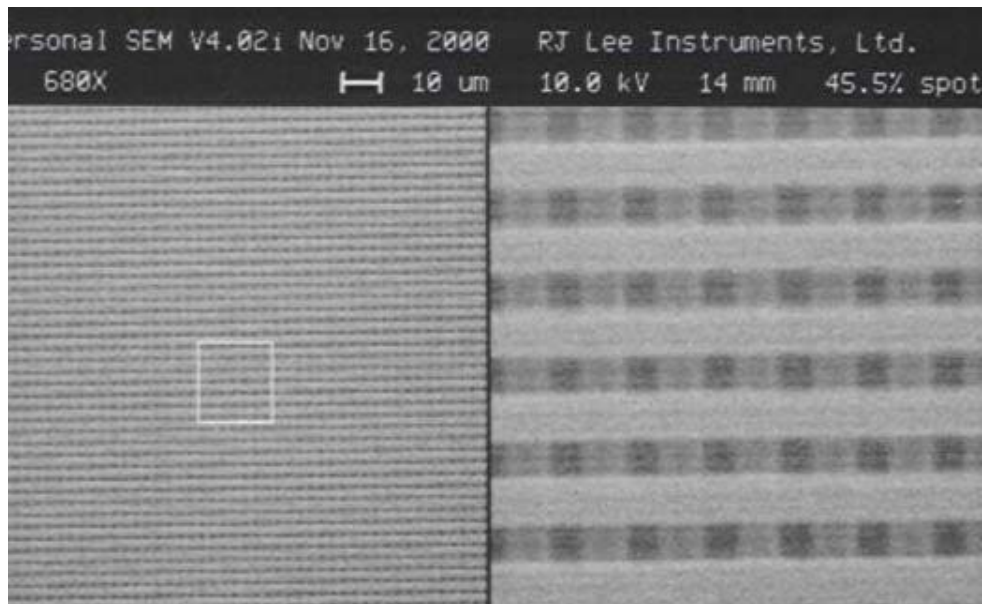 ersonal SEM V4.02i Nov 16, 2000 RJ Lee Instruments, Ltd.
680X 10 um 10.0 kV 14 mm 45.5% spot